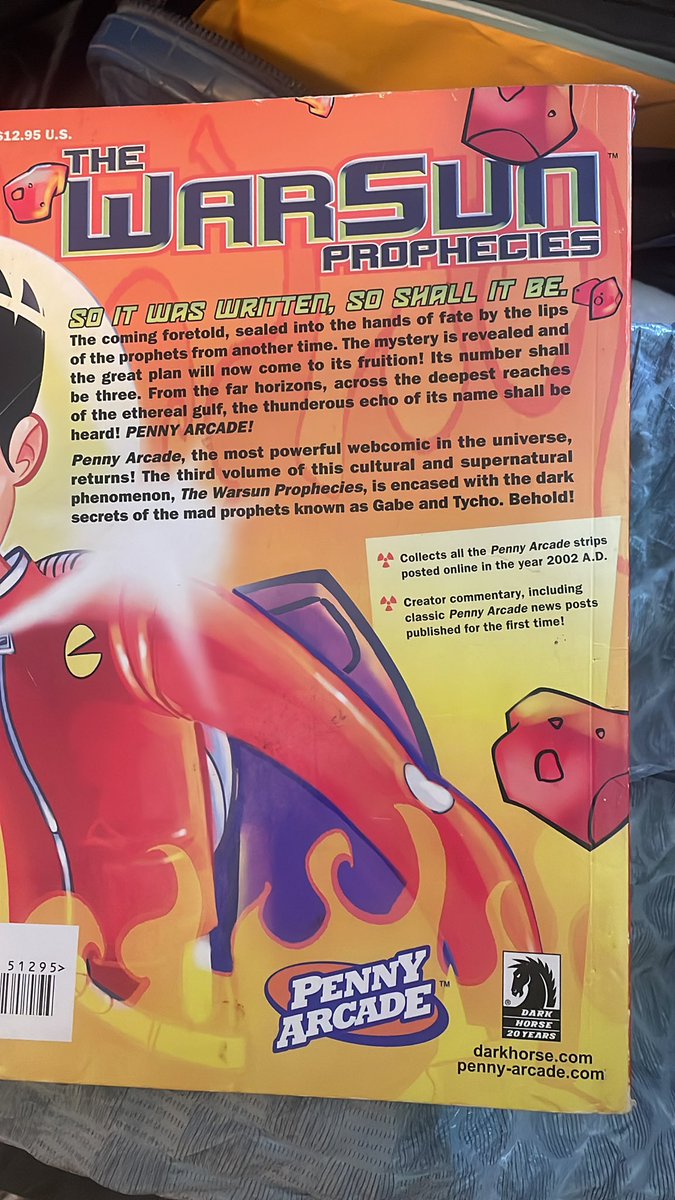 $12.95 U.S.
THE
WARSUN™
PROPHECIES
SO IT WAS WRITTEN, SO SHALL IT BE.
The coming foretold, sealed into the hands of fate by the lips
of the prophets from another time. The mystery is revealed and
the great plan will now come to its fruition! Its number shall
be three. From the far horizons, across the deepest reaches
of the ethereal gulf, the thunderous echo of its name shall be
heard! PENNY ARCADE!
Penny Arcade, the most powerful webcomic in the universe,
returns! The third volume of this cultural and supernatural
phenomenon, The Warsun Prophecies, is encased with the dark
secrets of the mad prophets known as Gabe and Tycho. Behold!
Collects all the Penny Arcade strips
posted online in the year 2002 A.D.
Creator commentary, including
classic Penny Arcade news posts
published for the first time!
51295>
PENNY
ARCADE™
®
DARK
HORSE
20 YEARS
darkhorse.com
penny-arcade.com